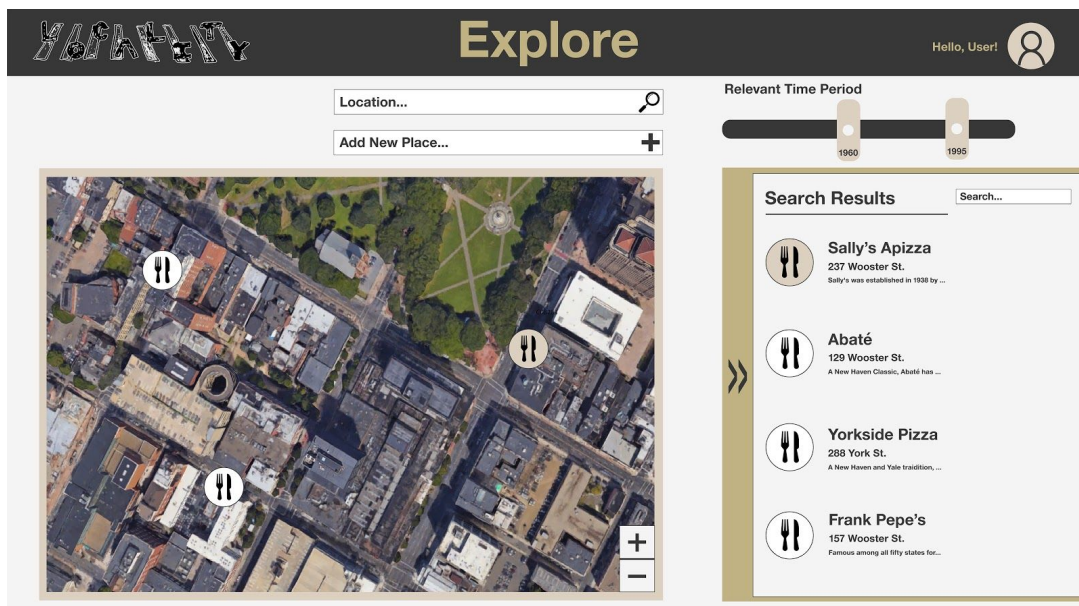 LOCALITY
Explore
Hello, User!
Location...
Add New Place...
Relevant Time Period
1960
1995
Search Results
Search...
Sally's Apizza
237 Wooster St.
Sally's was established in 1938 by ...
Abaté
129 Wooster St.
A New Haven Classic, Abaté has ...
Yorkside Pizza
288 York St.
A New Haven and Yale traidition, ...
Frank Pepe's
157 Wooster St.
Famous among all fifty states for...